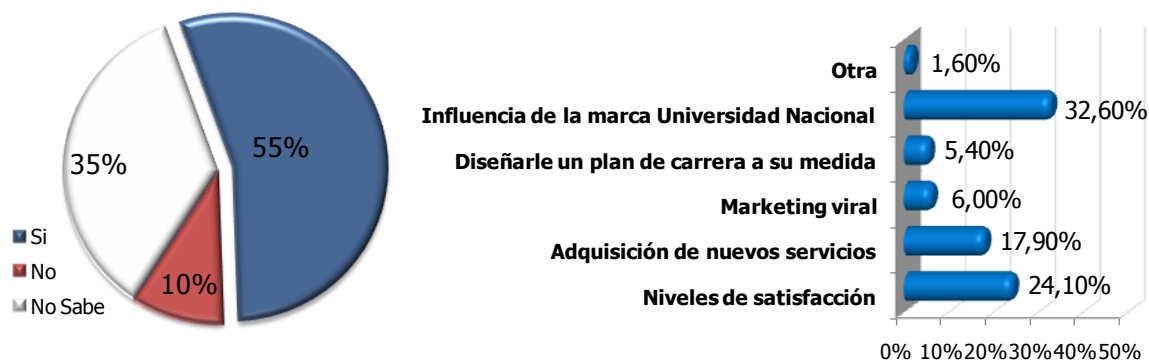 55%
35%
10%
Si
No
No Sabe
Otra
1,60%
Influencia de la marca Universidad Nacional
32,60%
Diseñarle un plan de carrera a su medida
5,40%
Marketing viral
6,00%
Adquisición de nuevos servicios
17,90%
Niveles de satisfacción
24,10%
0% 10% 20% 30% 40% 50%